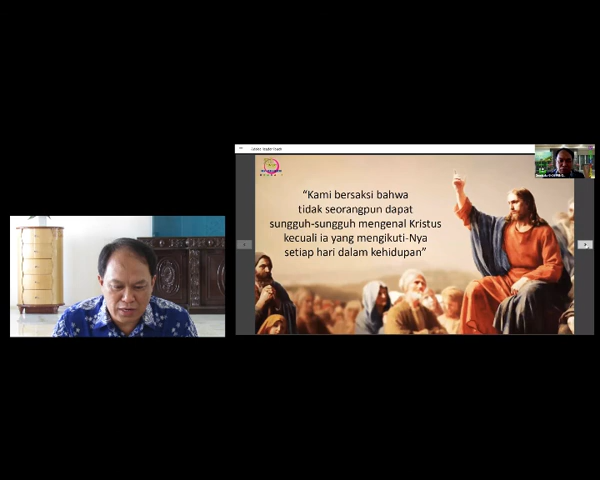 “Kami bersaksi bahwa
tidak seorangpun dapat
sungguh-sungguh mengenal Kristus
kecuali ia yang mengikuti-Nya
setiap hari dalam kehidupan”